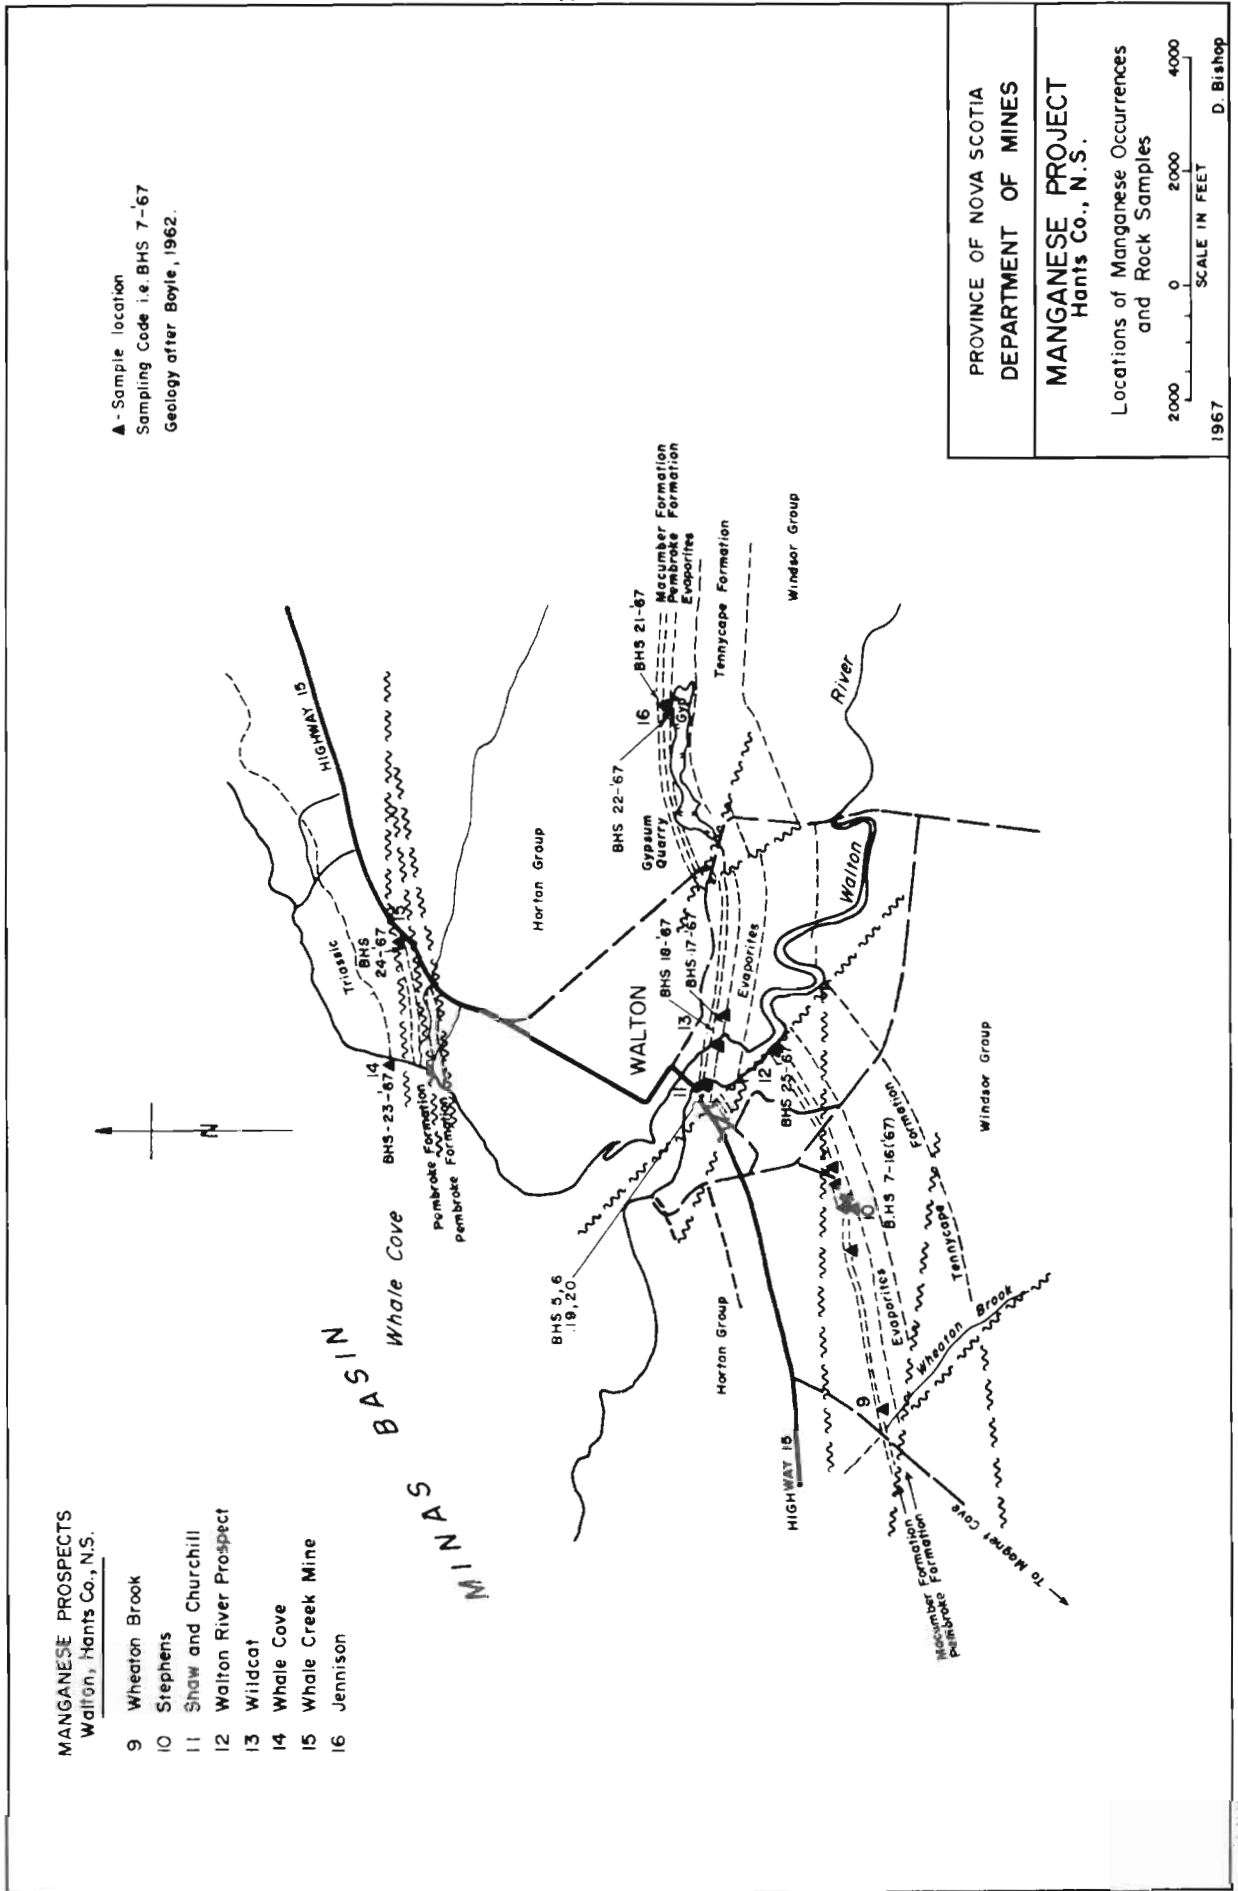 MANGANESE PROSPECTS
Walton, Hants Co., N.S.
9 Wheaton Brook
10 Stephens
11 Shaw and Churchill
12 Walton River Prospect
13 Wildcat
14 Whale Cove
15 Whale Creek Mine
16 Jennison
▲ - Sample location
Sampling Code i.e. BHS 7-'67
Geology after Boyle, 1962.
N
MINAS BASIN
Whale Cove
HIGHWAY 15
Triassic
14
BHS-23-'67
BHS
24-'67
15
Pembroke Formation
Pembroke Formation
Horton Group
WALTON
BHS 5,6
19,20
11
13
BHS 18-'67
BHS-17-'67
Evaporites
Gypsum
Quarry
BHS 22-'67
16
BHS 21-'67
Gyp
Macumber Formation
Pembroke Formation
Evaporites
Tennycape Formation
Windsor Group
Walton
River
12
BHS 25-'67
Horton Group
HIGHWAY 15
10
B.HS 7-16('67)
9
Evaporites
Wheaton Brook
Tennycape
Formation
Windsor Group
Macumber Formation
Pembroke Formation
To Magnet Cove
PROVINCE OF NOVA SCOTIA
DEPARTMENT OF MINES
MANGANESE PROJECT
Hants Co., N.S.
Locations of Manganese Occurrences
and Rock Samples
2000 0 2000 4000
SCALE IN FEET
1967 D. Bishop